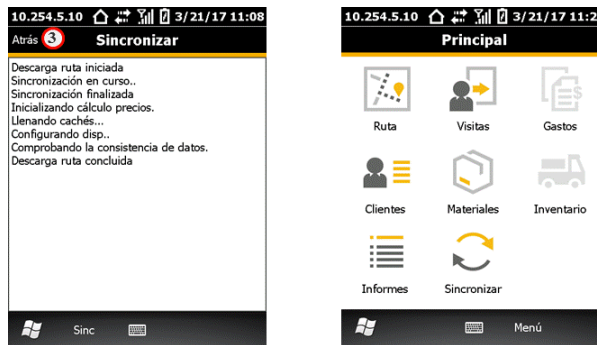 10.254.5.10 3/21/17 11:08
Atrás 3 Sincronizar
Descarga ruta iniciada
Sincronización en curso..
Sincronización finalizada
Inicializando cálculo precios.
Llenando cachés...
Configurando disp..
Comprobando la consistencia de datos.
Descarga ruta concluida
Sinc
10.254.5.10 3/21/17 11:2
Principal
Ruta Visitas Gastos
Clientes Materiales Inventario
Informes Sincronizar
Menú